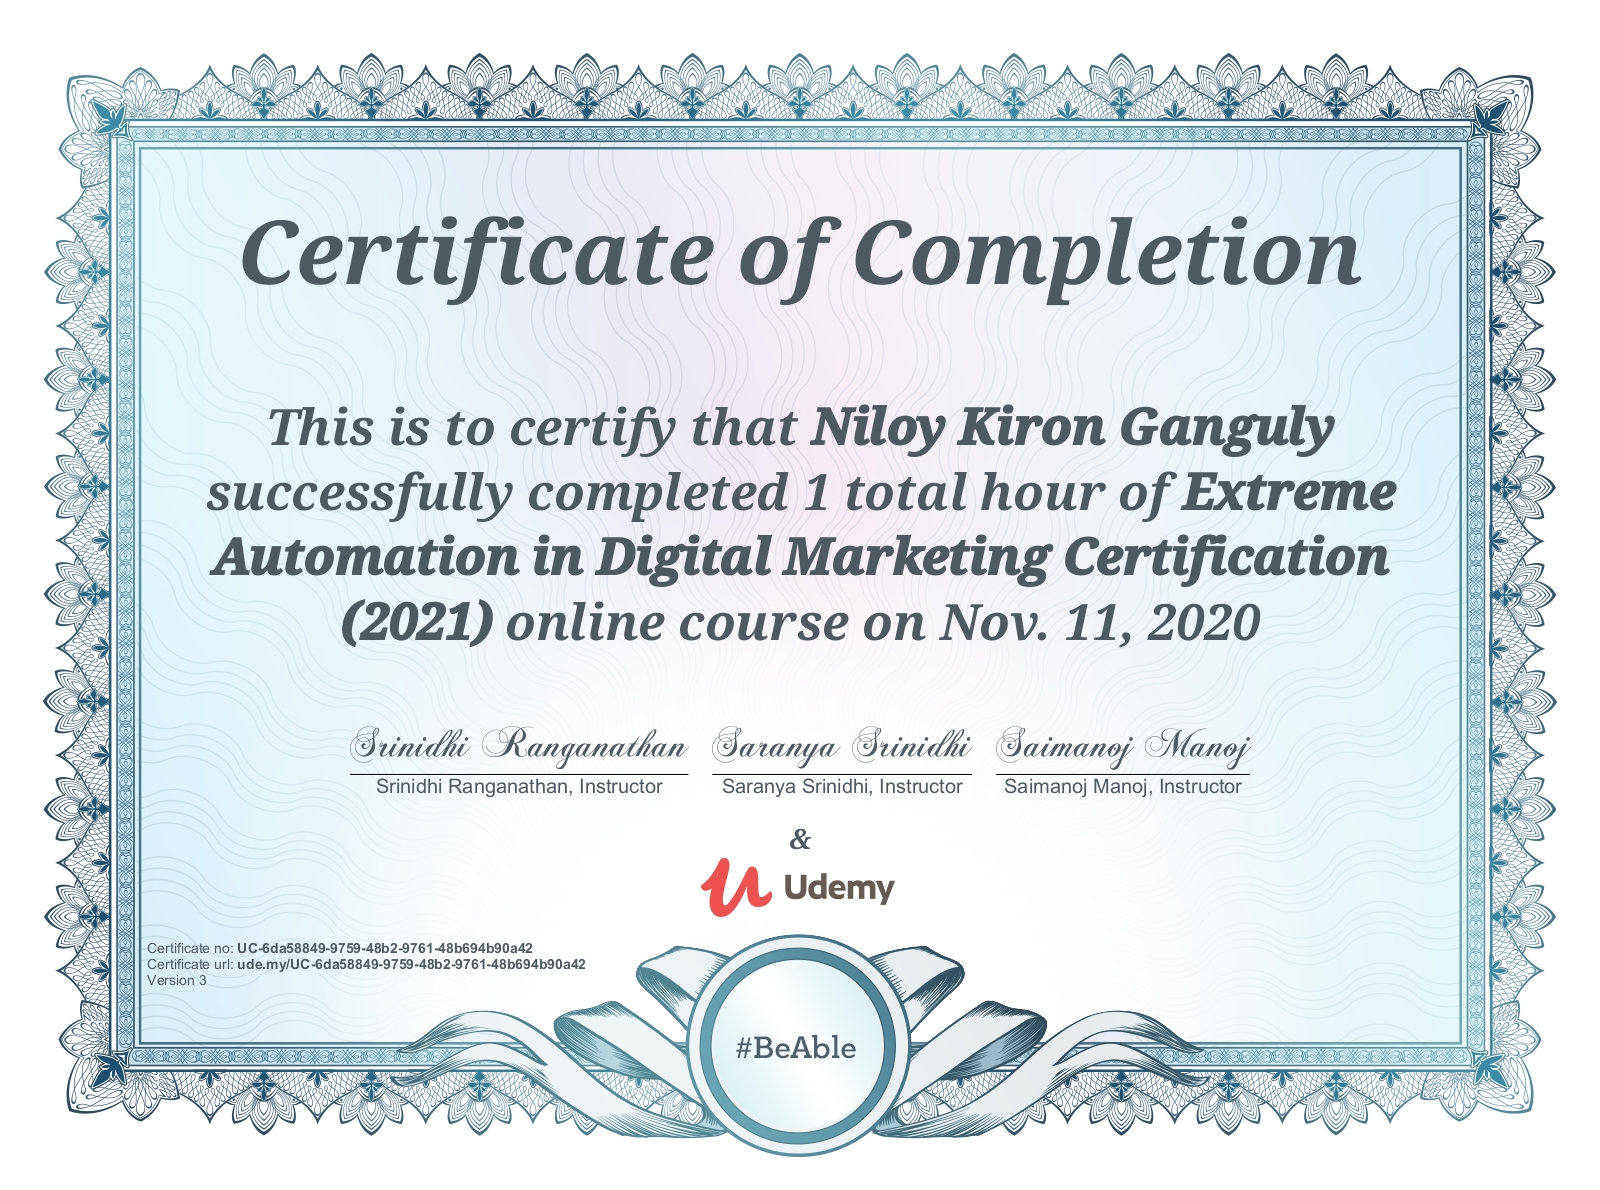 Certificate of Completion
This is to certify that Niloy Kiron Ganguly
successfully completed 1 total hour of Extreme
Automation in Digital Marketing Certification
(2021) online course on Nov. 11, 2020
Srinidhi Ranganathan Saranya Srinidhi Saimanoj Manoj
Srinidhi Ranganathan, Instructor Saranya Srinidhi, Instructor Saimanoj Manoj, Instructor
&
Udemy
Certificate no: UC-6da58849-9759-48b2-9761-48b694b90a42
Certificate url: ude.my/UC-6da58849-9759-48b2-9761-48b694b90a42
Version 3
#BeAble